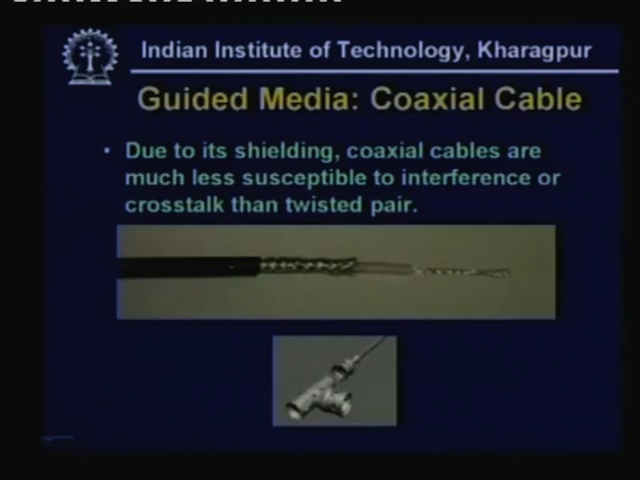 Indian Institute of Technology, Kharagpur
Guided Media: Coaxial Cable
• Due to its shielding, coaxial cables are
much less susceptible to interference or
crosstalk than twisted pair.